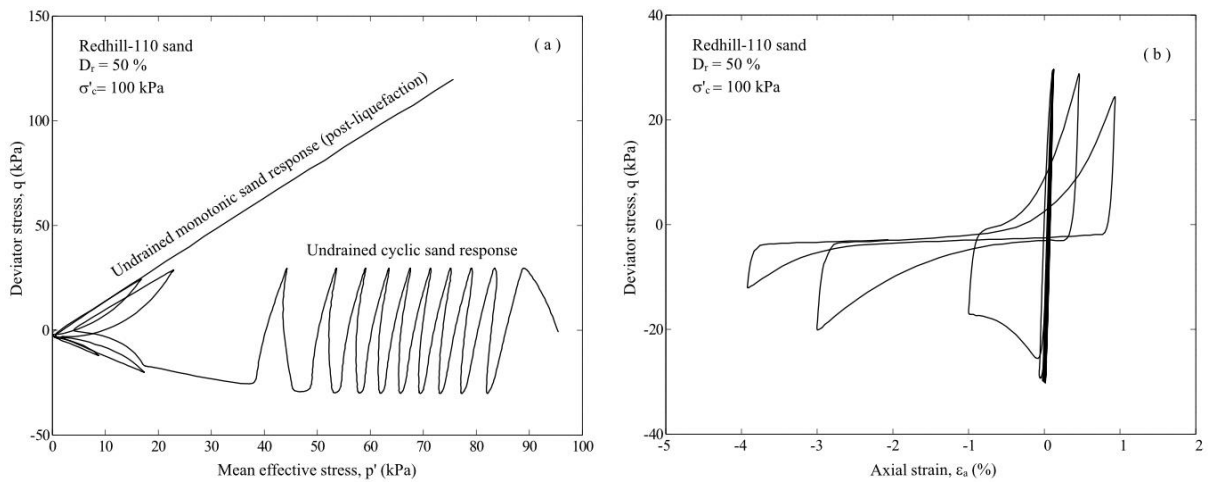 150
100
50
0
-50
Deviator stress, q (kPa)
Redhill-110 sand
Dr = 50 %
σ'c= 100 kPa
( a )
Undrained monotonic sand response (post-liquefaction)
Undrained cyclic sand response
0 10 20 30 40 50 60 70 80 90 100
Mean effective stress, p' (kPa)
40
20
0
-20
-40
Deviator stress, q (kPa)
Redhill-110 sand
Dr = 50 %
σ'c= 100 kPa
( b )
-5 -4 -3 -2 -1 0 1 2
Axial strain, εa (%)